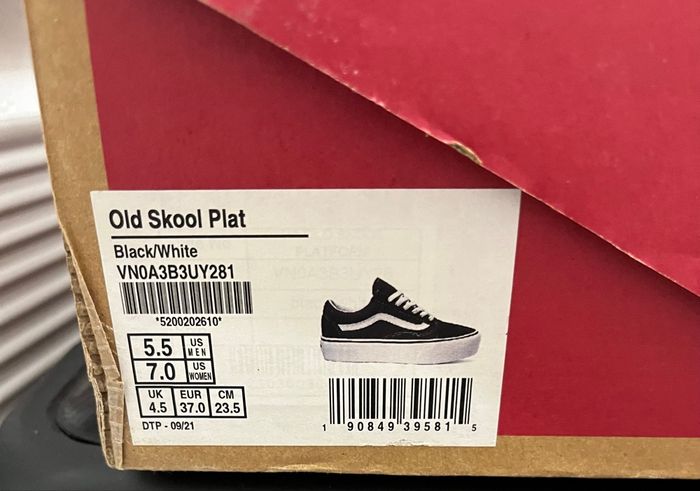 Old Skool Plat
Black/White
VN0A3B3UY281
*5200202610*
5.5 US MEN
7.0 US WOMEN
UK EUR CM
4.5 37.0 23.5
DTP - 09/21
1 90849 39581 5